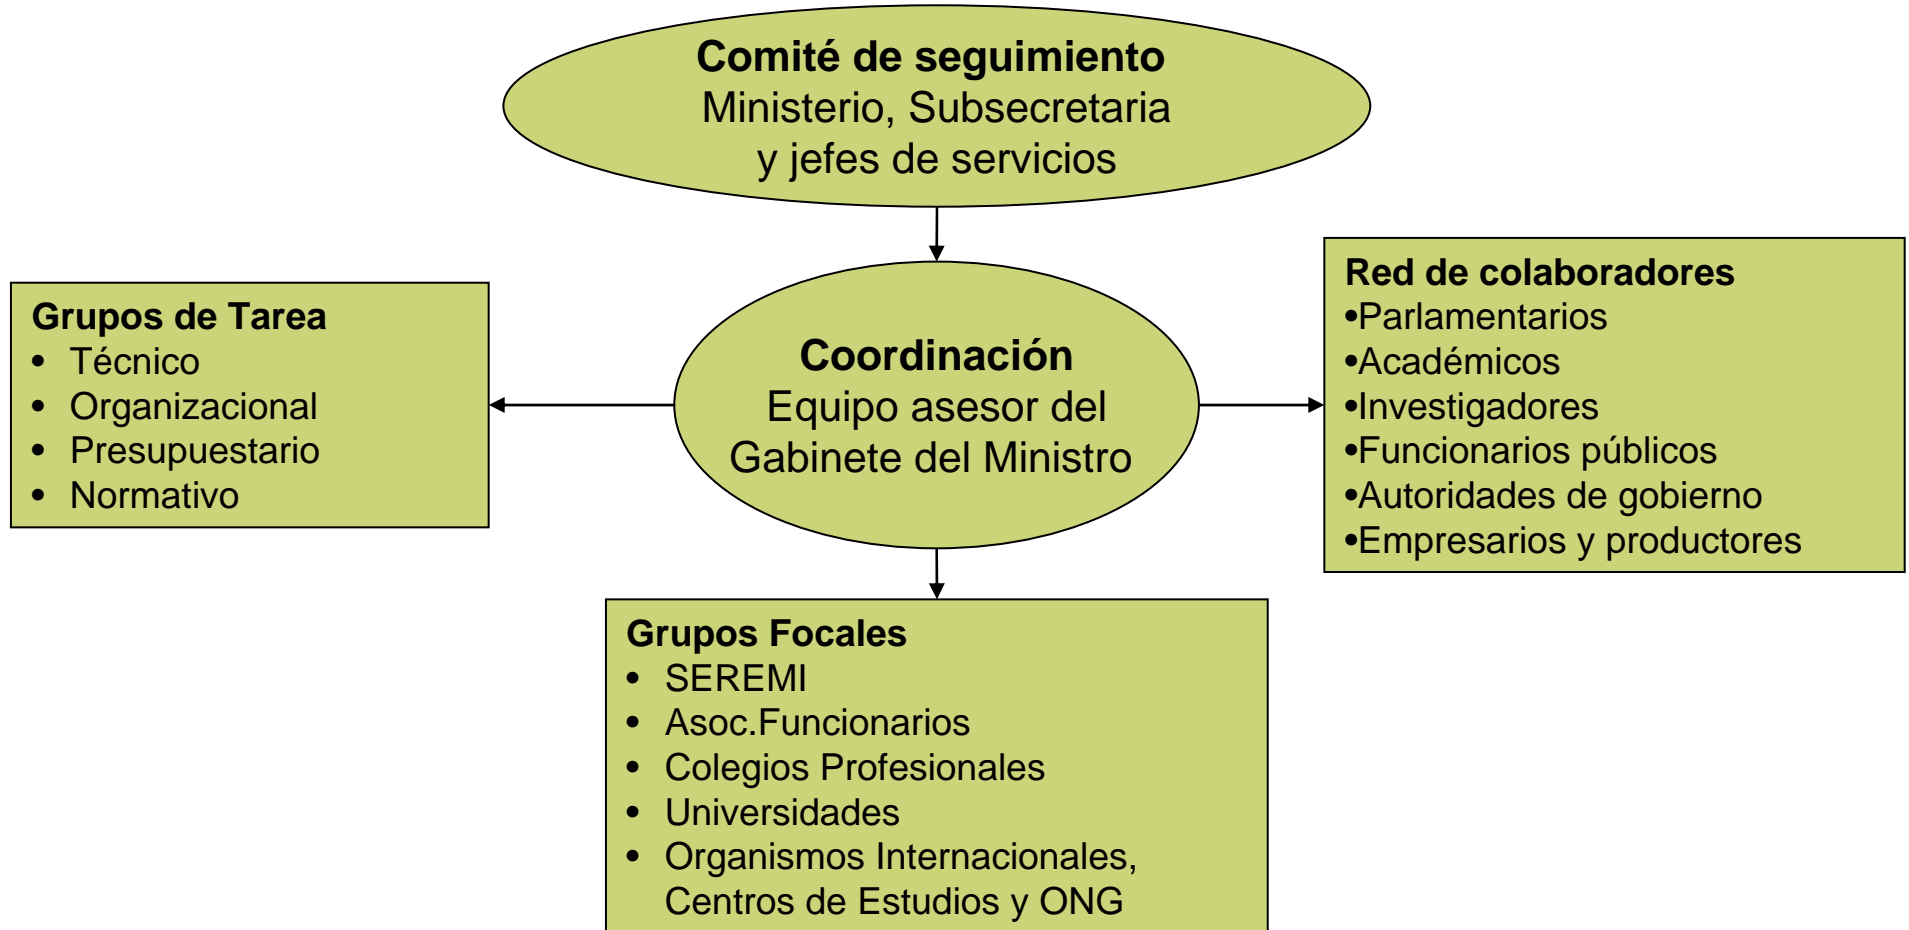 Comité de seguimiento
Ministerio, Subsecretaria
y jefes de servicios
Grupos de Tarea
• Técnico
• Organizacional
• Presupuestario
• Normativo
Coordinación
Equipo asesor del
Gabinete del Ministro
Red de colaboradores
•Parlamentarios
•Académicos
•Investigadores
•Funcionarios públicos
•Autoridades de gobierno
•Empresarios y productores
Grupos Focales
• SEREMI
• Asoc.Funcionarios
• Colegios Profesionales
• Universidades
• Organismos Internacionales,
Centros de Estudios y ONG